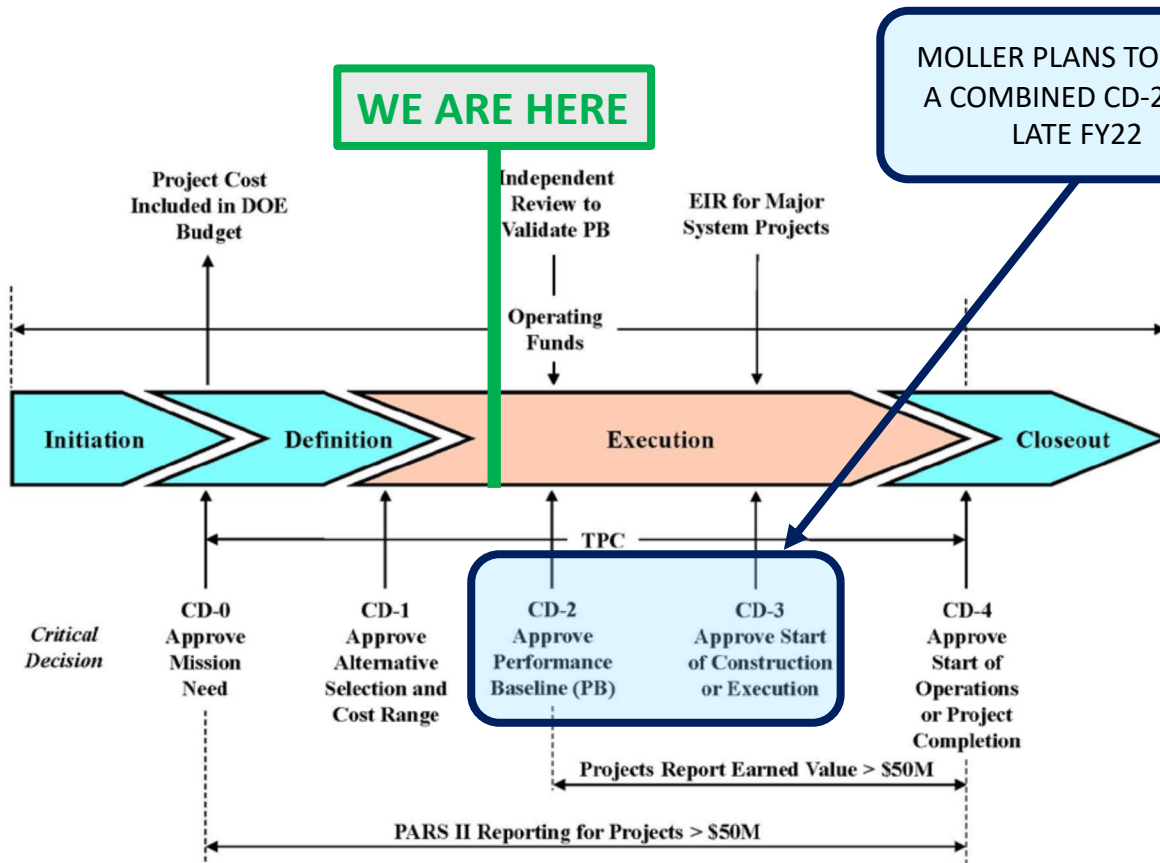 WE ARE HERE
MOLLER PLANS TO
A COMBINED CD-2
LATE FY22
Project Cost
Included in DOE
Budget
Independent
Review to
Validate PB
EIR for Major
System Projects
Operating
Funds
Initiation
Definition
Execution
Closeout
TPC
Critical
Decision
CD-0
Approve
Mission
Need
CD-1
Approve
Alternative
Selection and
Cost Range
CD-2
Approve
Performance
Baseline (PB)
CD-3
Approve Start
of Construction
or Execution
CD-4
Approve
Start of
Operations
or Project
Completion
Projects Report Earned Value > $50M
PARS II Reporting for Projects > $50M